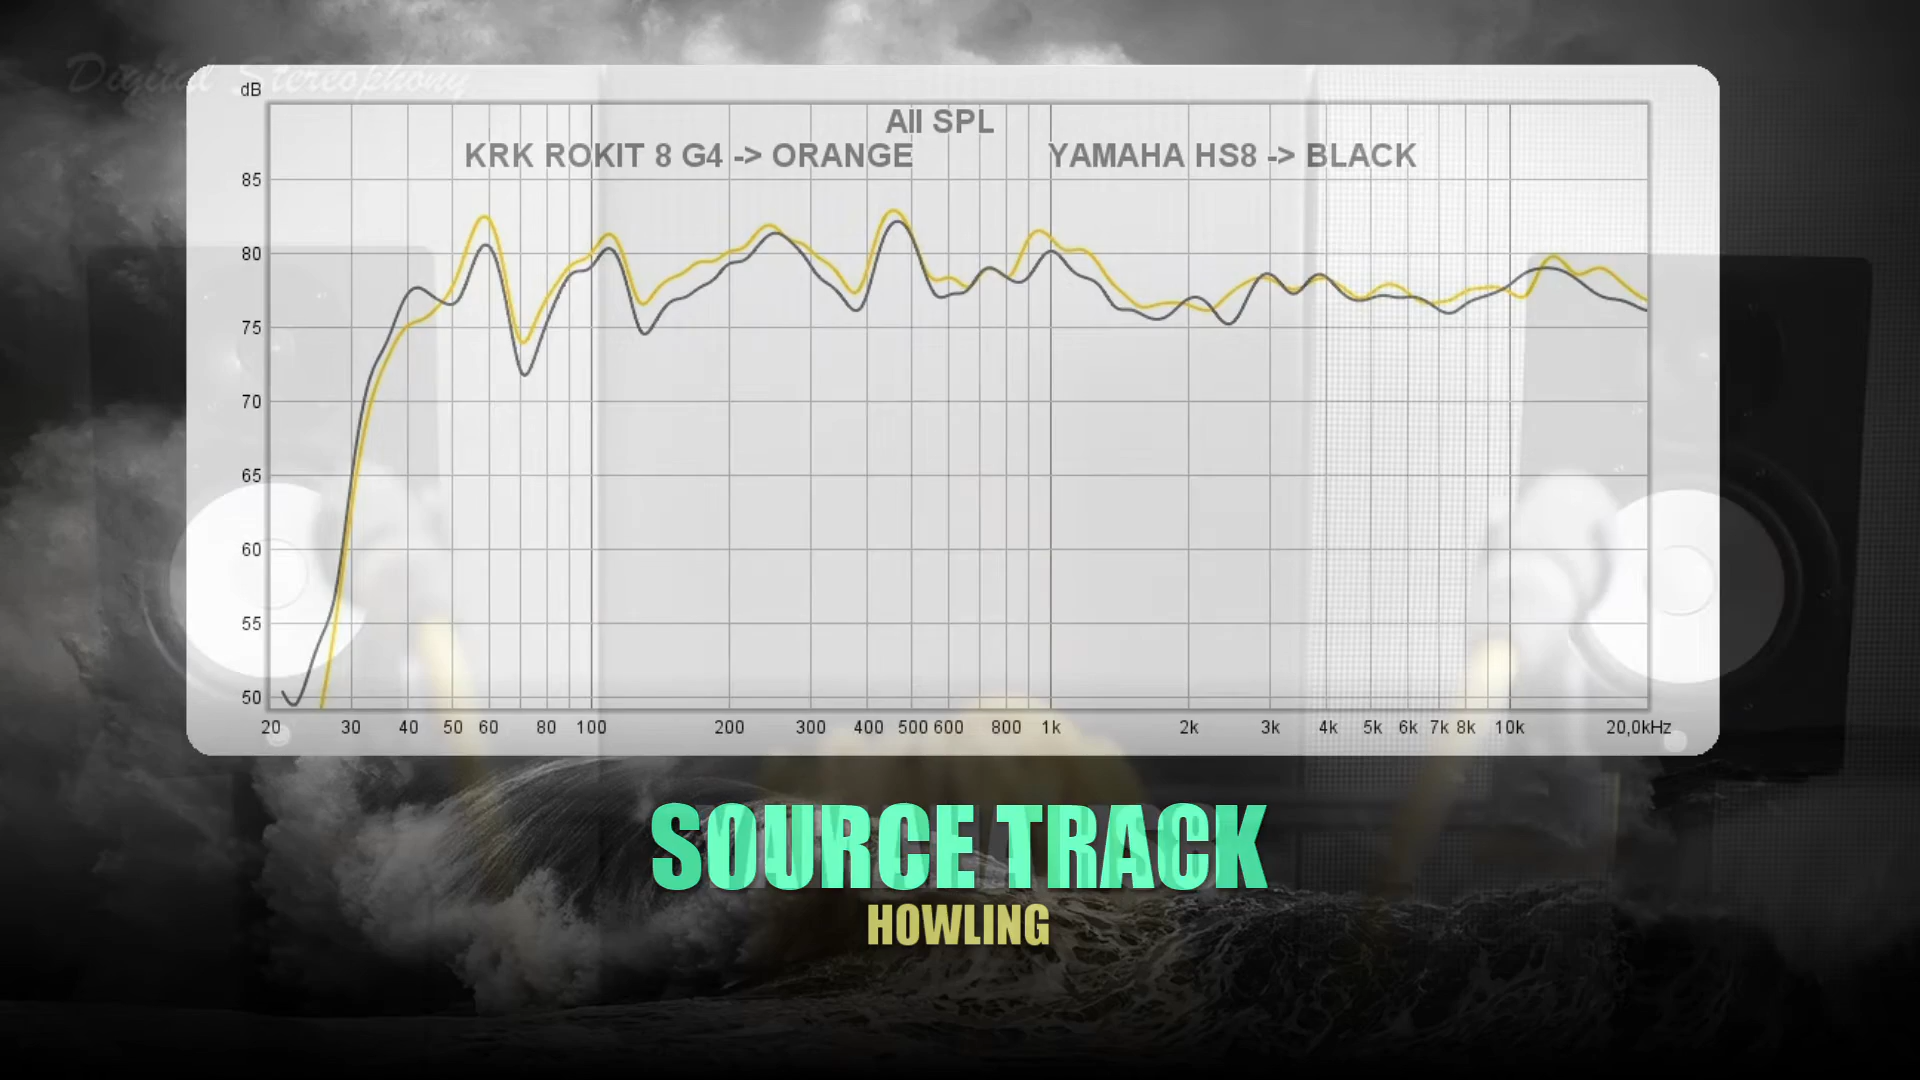 Digital Stereophony
dB
All SPL
KRK ROKIT 8 G4 -> ORANGE YAMAHA HS8 -> BLACK
85
80
75
70
65
60
55
50
20 30 40 50 60 80 100 200 300 400 500 600 800 1k 2k 3k 4k 5k 6k 7k 8k 10k 20,0kHz
SOURCE TRACK
HOWLING